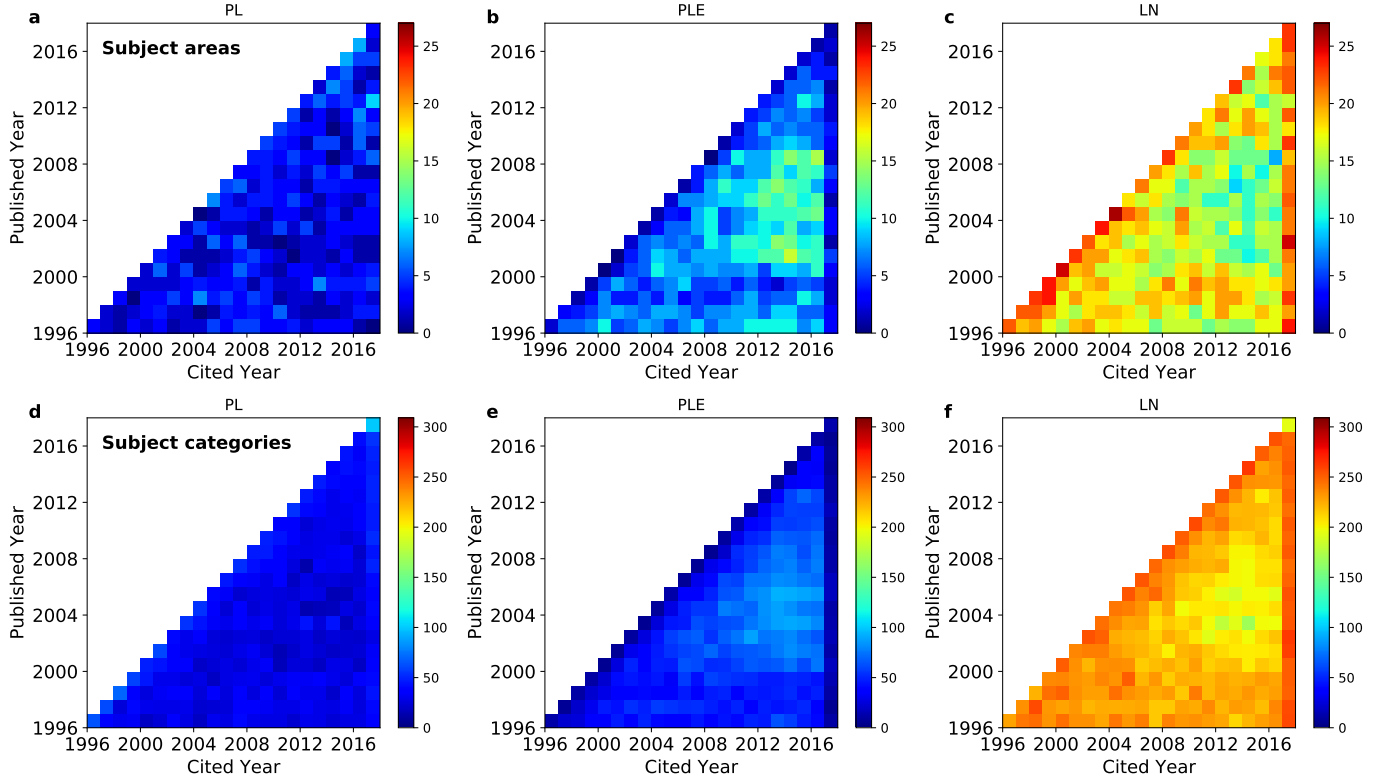 a
PL
Subject areas
Published Year
2016
2012
2008
2004
2000
1996
1996 2000 2004 2008 2012 2016
Cited Year
25
20
15
10
5
0
b
PLE
Published Year
2016
2012
2008
2004
2000
1996
1996 2000 2004 2008 2012 2016
Cited Year
25
20
15
10
5
0
c
LN
Published Year
2016
2012
2008
2004
2000
1996
1996 2000 2004 2008 2012 2016
Cited Year
25
20
15
10
5
0
d
PL
Subject categories
Published Year
2016
2012
2008
2004
2000
1996
1996 2000 2004 2008 2012 2016
Cited Year
300
250
200
150
100
50
0
e
PLE
Published Year
2016
2012
2008
2004
2000
1996
1996 2000 2004 2008 2012 2016
Cited Year
300
250
200
150
100
50
0
f
LN
Published Year
2016
2012
2008
2004
2000
1996
1996 2000 2004 2008 2012 2016
Cited Year
300
250
200
150
100
50
0